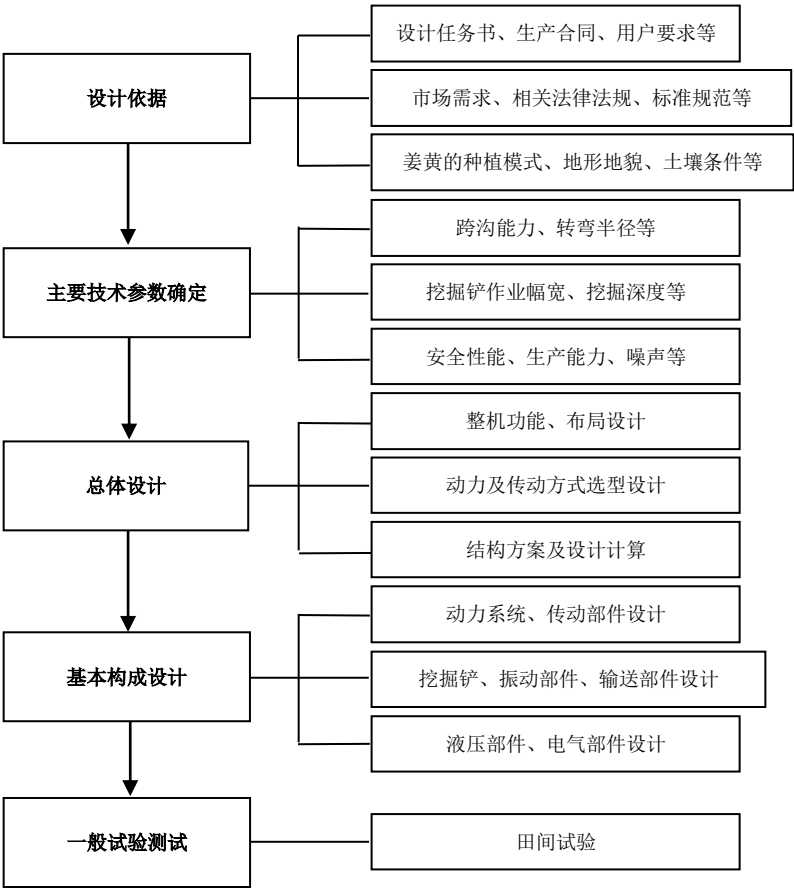 设计依据
设计任务书、生产合同、用户要求等
市场需求、相关法律法规、标准规范等
姜黄的种植模式、地形地貌、土壤条件等
主要技术参数确定
跨沟能力、转弯半径等
挖掘铲作业幅宽、挖掘深度等
安全性能、生产能力、噪声等
总体设计
整机功能、布局设计
动力及传动方式选型设计
结构方案及设计计算
基本构成设计
动力系统、传动部件设计
挖掘铲、振动部件、输送部件设计
液压部件、电气部件设计
一般试验测试
田间试验